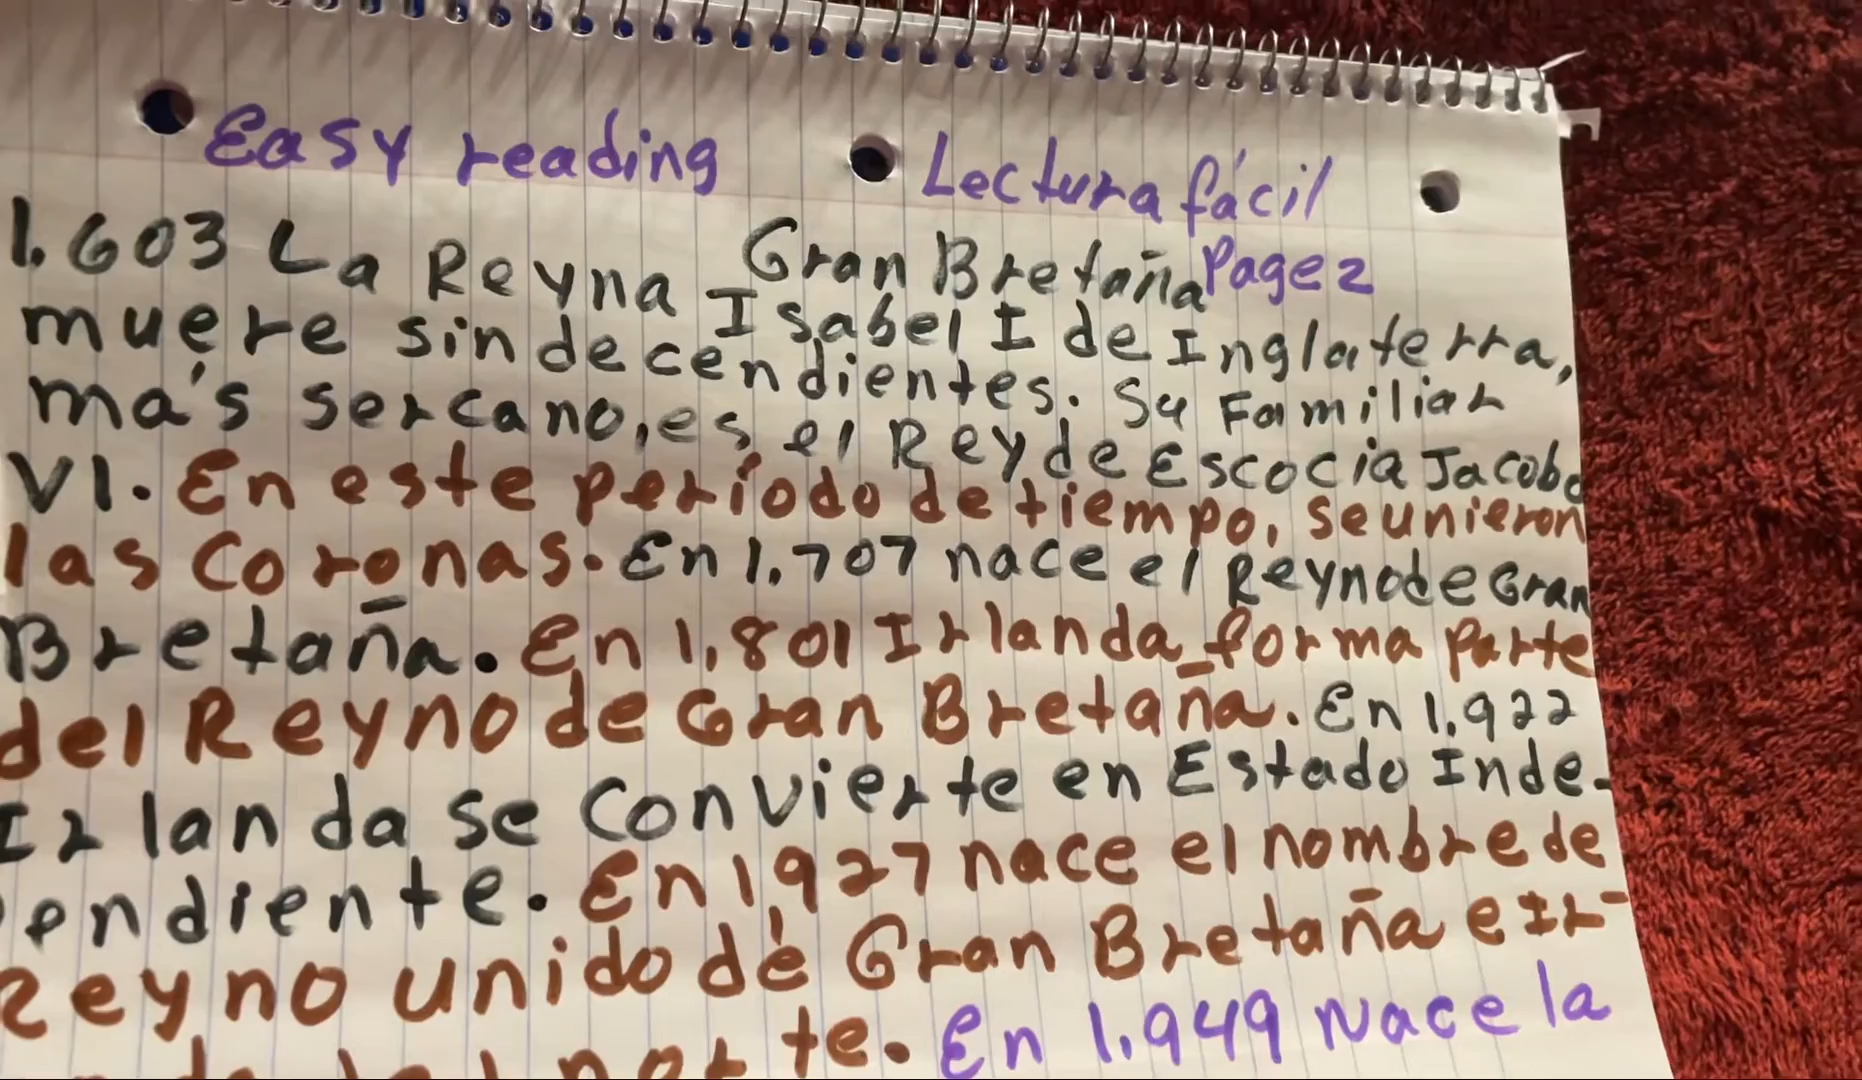 Easy reading Lectura fácil
Gran Bretaña Page 2
1.603 La Reyna Isabel I de Inglaterra,
muere sin decendientes. Su Familiar
más sercano, es el Rey de Escocia Jacobo
VI. En este período de tiempo, se unieron
las coronas. En 1.707 nace el Reyno de Gran
Bretaña. En 1,801 Irlanda forma parte
del Reyno de Gran Bretaña. En 1.922
Irlanda se convierte en Estado Inde-
pendiente. En 1,927 nace el nombre de
Reyno unido de Gran Bretaña e Ir-
norte. En 1.949 Nace la